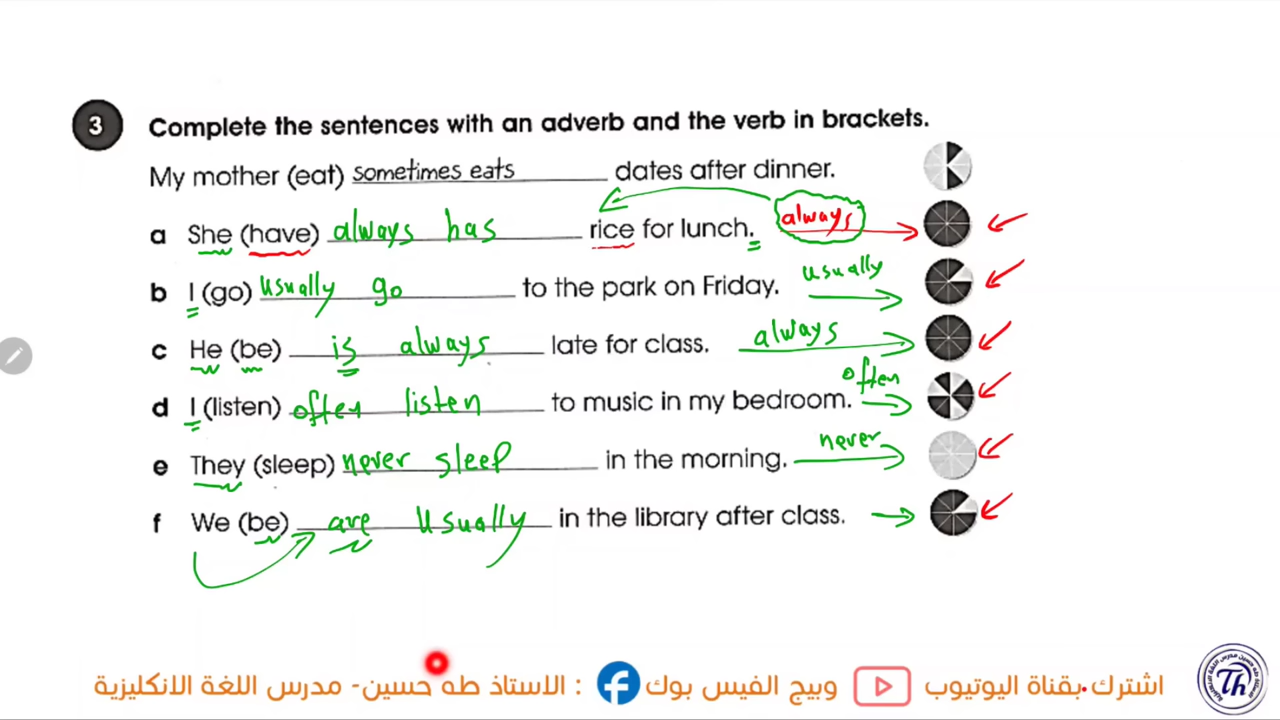 3 Complete the sentences with an adverb and the verb in brackets.
My mother (eat) sometimes eats dates after dinner.
a She (have) always has rice for lunch. always
b I (go) usually go to the park on Friday. usually
c He (be) is always late for class. always
d I (listen) often listen to music in my bedroom. often
e They (sleep) never sleep in the morning. never
f We (be) are usually in the library after class.
اشترك بقناة اليوتيوب وبيج الفيس بوك : الاستاذ طه حسين- مدرس اللغة الانكليزية
Th